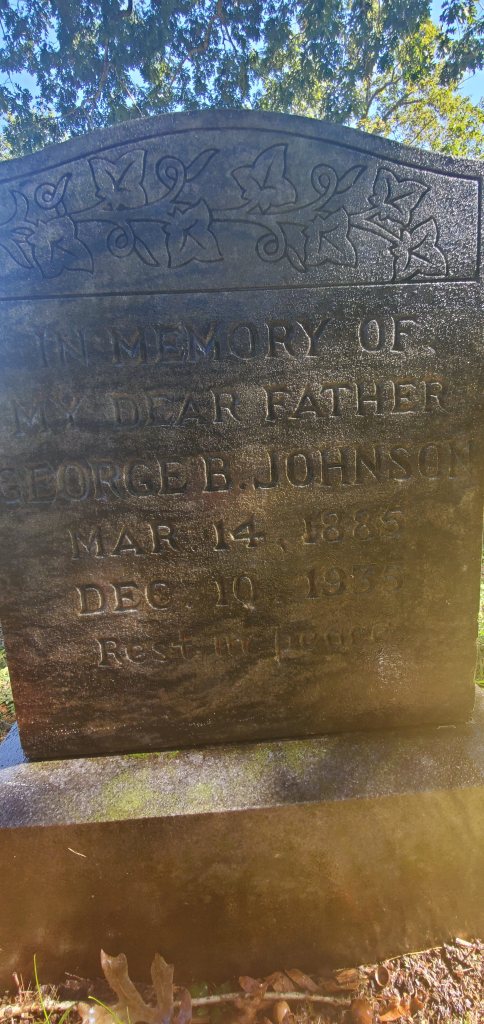 IN MEMORY OF
MY DEAR FATHER
GEORGE B. JOHNSON
MAR. 14, 1885
DEC. 10 1935
Rest in peace